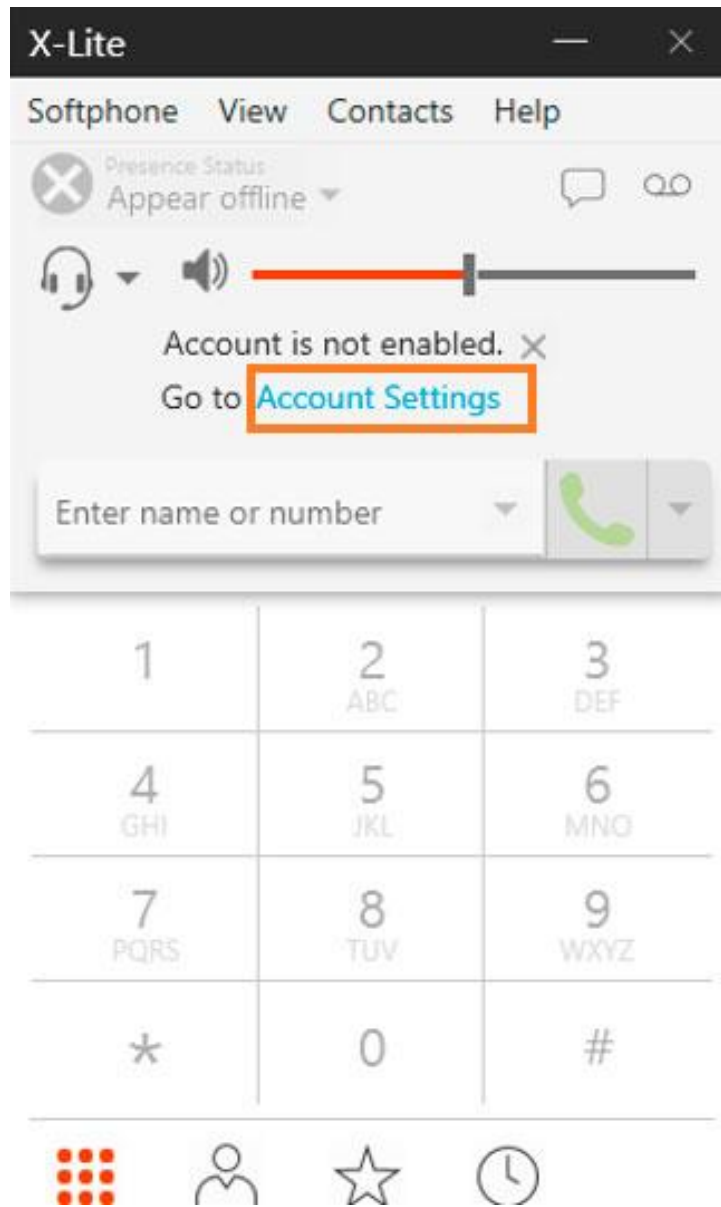 X-Lite
Softphone View Contacts Help
Presence Status
Appear offline
Account is not enabled.
Go to Account Settings
Enter name or number
1 2 3
ABC DEF
4 5 6
GHI JKL MNO
7 8 9
PQRS TUV WXYZ
* 0 #